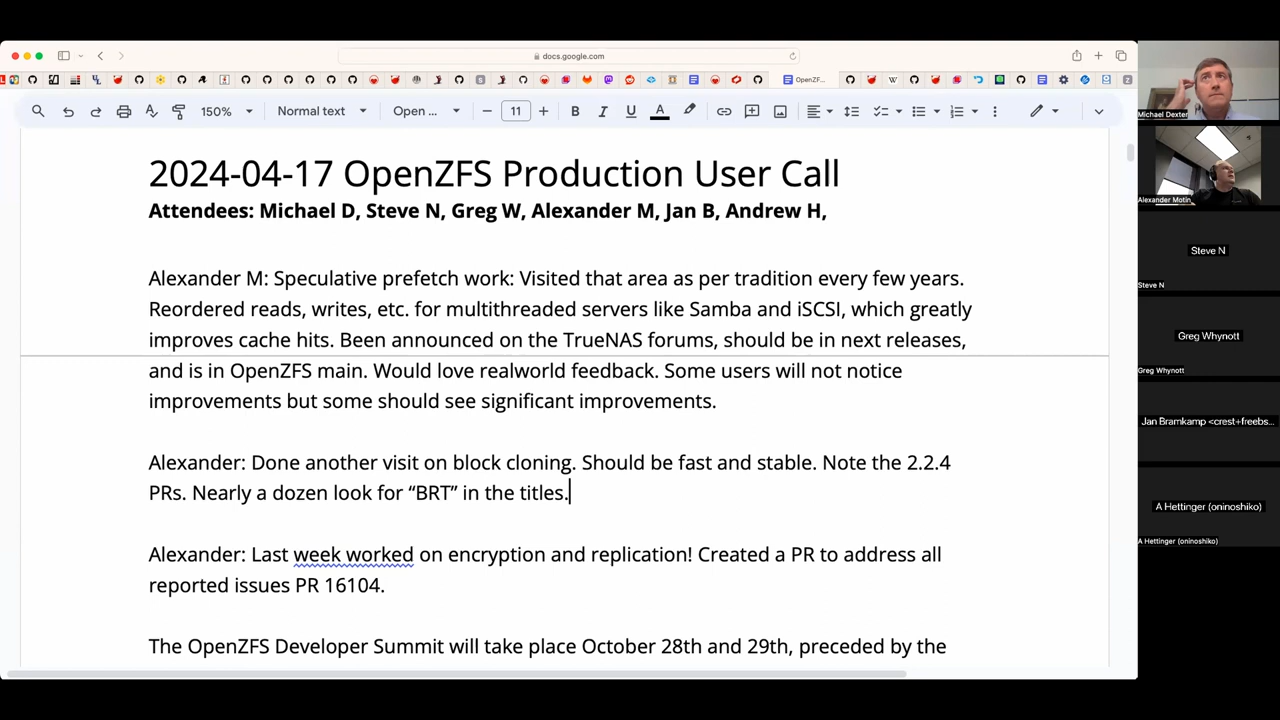 docs.google.com
OpenZF...
150%
Normal text
Open ...
11
2024-04-17 OpenZFS Production User Call
Attendees: Michael D, Steve N, Greg W, Alexander M, Jan B, Andrew H,
Alexander M: Speculative prefetch work: Visited that area as per tradition every few years.
Reordered reads, writes, etc. for multithreaded servers like Samba and iSCSI, which greatly
improves cache hits. Been announced on the TrueNAS forums, should be in next releases,
and is in OpenZFS main. Would love realworld feedback. Some users will not notice
improvements but some should see significant improvements.
Alexander: Done another visit on block cloning. Should be fast and stable. Note the 2.2.4
PRs. Nearly a dozen look for “BRT” in the titles.
Alexander: Last week worked on encryption and replication! Created a PR to address all
reported issues PR 16104.
The OpenZFS Developer Summit will take place October 28th and 29th, preceded by the
Michael Dexter
Alexander Motin
Steve N
Steve N
Greg Whynott
Greg Whynott
Jan Bramkamp <crest+freebs...
A Hettinger (oninoshiko)
A Hettinger (oninoshiko)